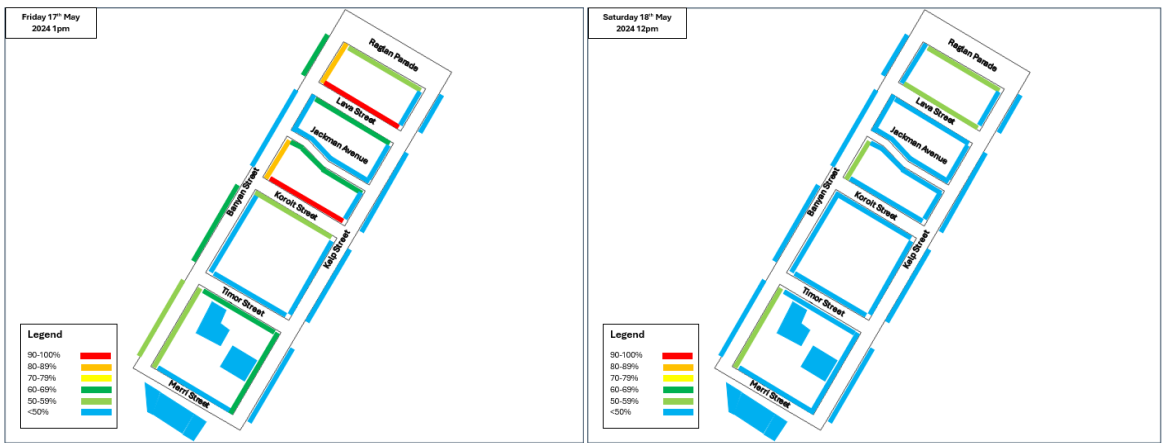 Friday 17th May
2024 1pm
Raglan Parade
Lava Street
Jackman Avenue
Banyan Street
Koroit Street
Kelp Street
Timor Street
Merri Street
Legend
90-100%
80-89%
70-79%
60-69%
50-59%
<50%
Saturday 18th May
2024 12pm
Raglan Parade
Lava Street
Jackman Avenue
Banyan Street
Koroit Street
Kelp Street
Timor Street
Merri Street
Legend
90-100%
80-89%
70-79%
60-69%
50-59%
<50%